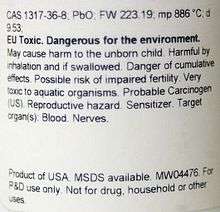 CAS 1317-36-8; PbO; FW 223.19; mp 886 °C; d
9.53;
EU Toxic. Dangerous for the environment.
May cause harm to the unborn child. Harmful by
inhalation and if swallowed. Danger of cumulative
effects. Possible risk of impaired fertility. Very
toxic to aquatic organisms. Probable Carcinogen
(US). Reproductive hazard. Sensitizer. Target
organ(s): Blood. Nerves.
Product of USA. MSDS available. MW04476. For
P&D use only. Not for drug, household or other
uses.